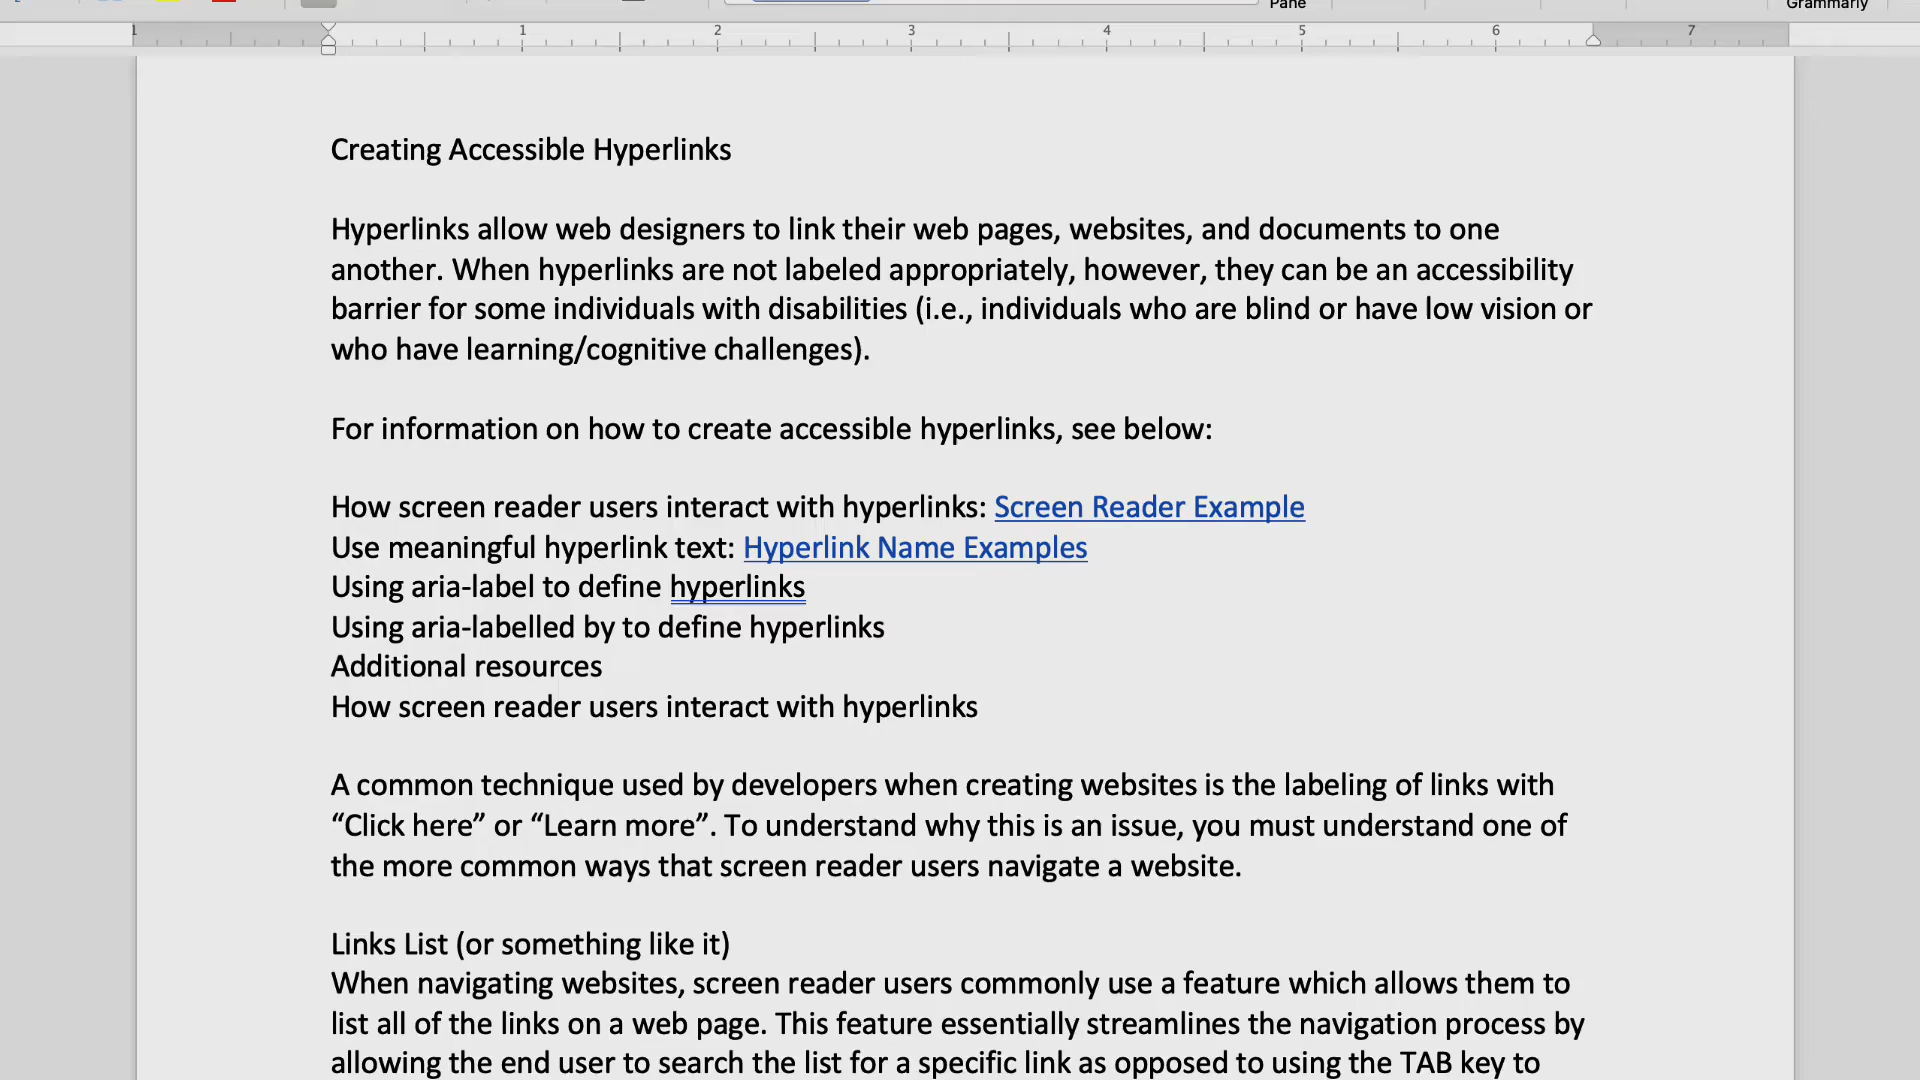 Pane
Grammarly
1 1 2 3 4 5 6 7
Creating Accessible Hyperlinks
Hyperlinks allow web designers to link their web pages, websites, and documents to one
another. When hyperlinks are not labeled appropriately, however, they can be an accessibility
barrier for some individuals with disabilities (i.e., individuals who are blind or have low vision or
who have learning/cognitive challenges).
For information on how to create accessible hyperlinks, see below:
How screen reader users interact with hyperlinks: Screen Reader Example
Use meaningful hyperlink text: Hyperlink Name Examples
Using aria-label to define hyperlinks
Using aria-labelled by to define hyperlinks
Additional resources
How screen reader users interact with hyperlinks
A common technique used by developers when creating websites is the labeling of links with
“Click here” or “Learn more”. To understand why this is an issue, you must understand one of
the more common ways that screen reader users navigate a website.
Links List (or something like it)
When navigating websites, screen reader users commonly use a feature which allows them to
list all of the links on a web page. This feature essentially streamlines the navigation process by
allowing the end user to search the list for a specific link as opposed to using the TAB key to